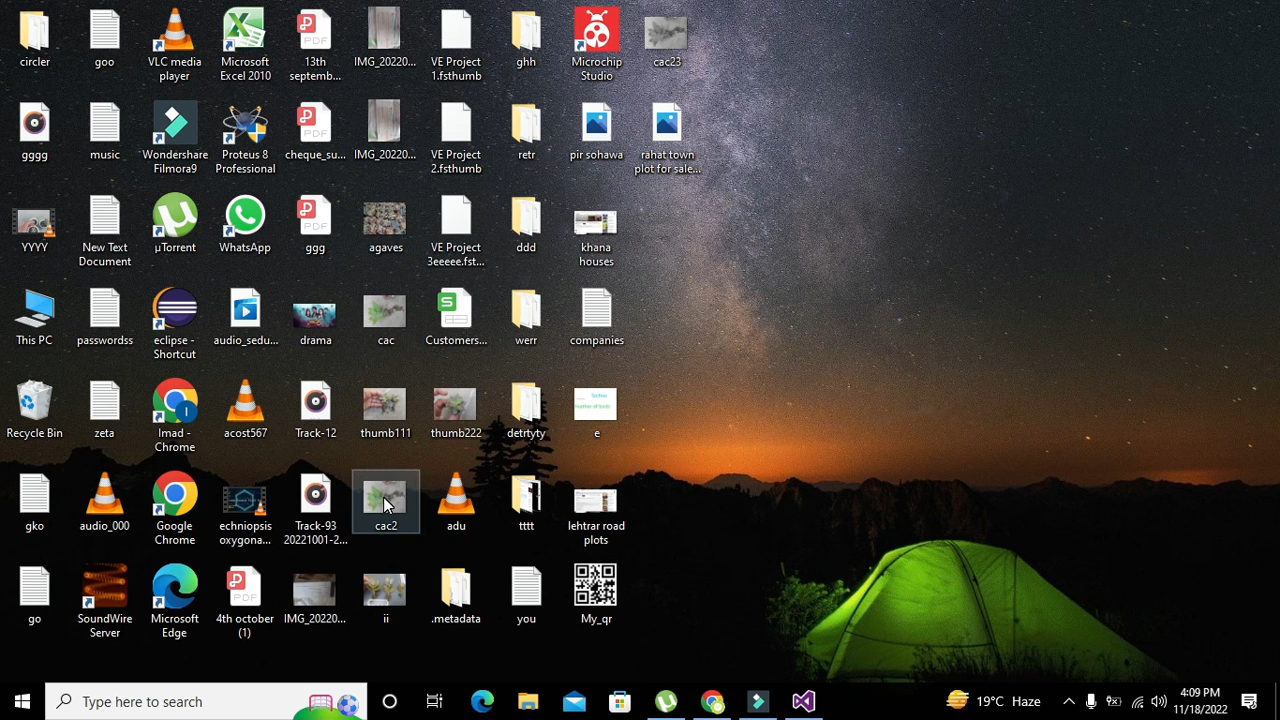 circler
goo
VLC media
player
Microsoft
Excel 2010
13th
septemb...
IMG_20220...
VE Project
1.fsthumb
ghh
Microchip
Studio
cac23
gggg
music
Wondershare
Filmora9
Proteus 8
Professional
cheque_su...
IMG_20220...
VE Project
2.fsthumb
retr
pir sohawa
rahat town
plot for sale...
YYYY
New Text
Document
µTorrent
WhatsApp
ggg
agaves
VE Project
3eeeee.fst...
ddd
khana
houses
This PC
passwordss
eclipse -
Shortcut
audio_sedu...
drama
cac
Customers...
werr
companies
Recycle Bin
zeta
Imad -
Chrome
acost567
Track-12
thumb111
thumb222
detrtyty
e
gko
audio_000
Google
Chrome
echniopsis
oxygona...
Track-93
20221001-2...
cac2
adu
tttt
lehtrar road
plots
go
SoundWire
Server
Microsoft
Edge
4th october
(1)
IMG_20220...
ii
.metadata
you
My_qr
Type here to search
19°C Haze
4:09 PM
11/18/2022